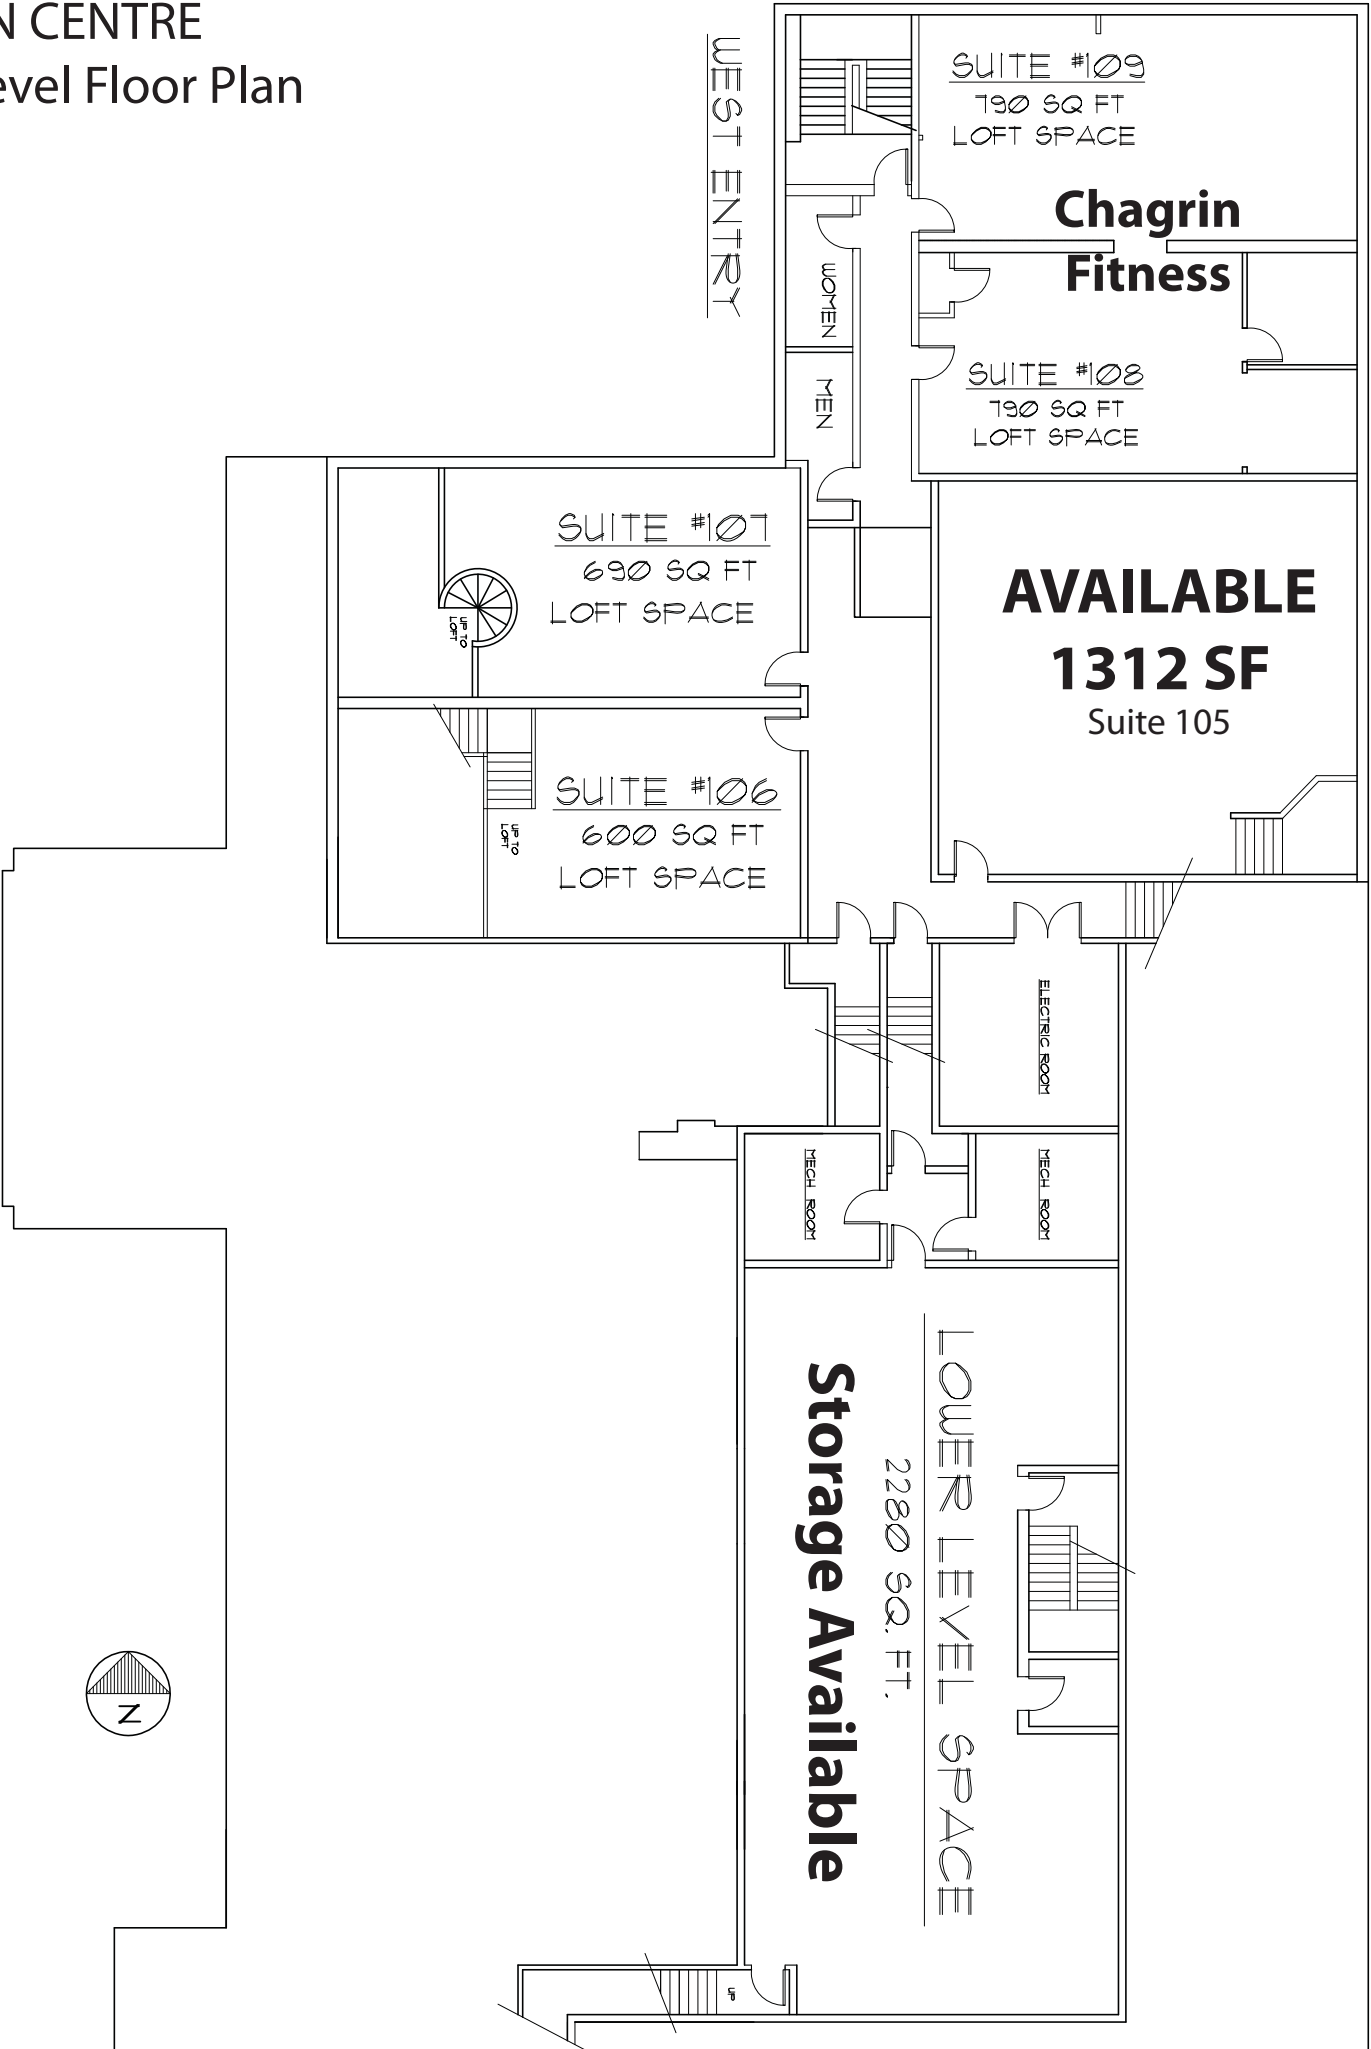 N CENTRE
evel Floor Plan
WEST ENTRY
SUITE #109
790 SQ FT
LOFT SPACE
Chagrin
Fitness
WOMEN
MEN
SUITE #108
790 SQ FT
LOFT SPACE
SUITE #107
690 SQ FT
LOFT SPACE
UP TO
LOFT
AVAILABLE
1312 SF
Suite 105
SUITE #106
600 SQ FT
LOFT SPACE
UP TO
LOFT
ELECTRIC ROOM
MECH ROOM
MECH ROOM
LOWER LEVEL SPACE
2280 SQ. FT.
Storage Available
N
UP